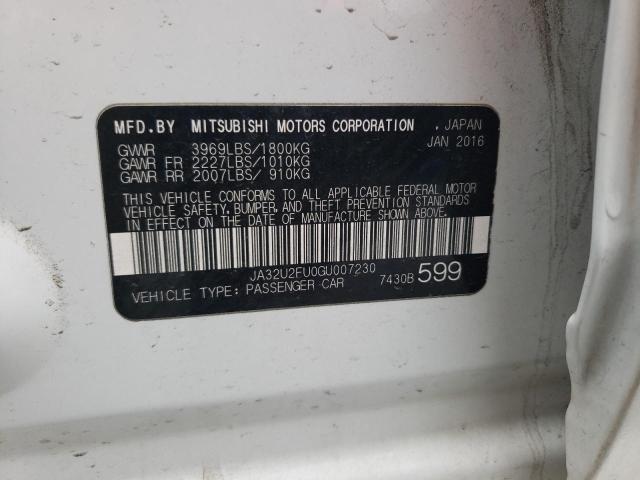 MFD.BY MITSUBISHI MOTORS CORPORATION . JAPAN
JAN 2016
GVWR 3969LBS/1800KG
GAWR FR 2227LBS/1010KG
GAWR RR 2007LBS/ 910KG
THIS VEHICLE CONFORMS TO ALL APPLICABLE FEDERAL MOTOR
VEHICLE SAFETY, BUMPER, AND THEFT PREVENTION STANDARDS
IN EFFECT ON THE DATE OF MANUFACTURE SHOWN ABOVE.
JA32U2FU0GU007230
VEHICLE TYPE: PASSENGER CAR 7430B 599